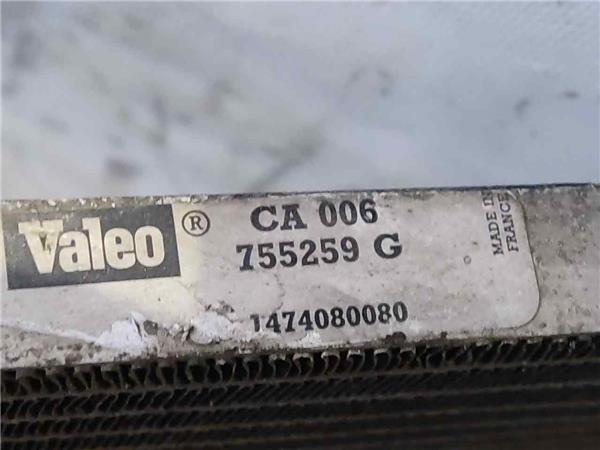 Valeo ®
CA 006
755259 G
1474080080
MADE IN
FRANCE